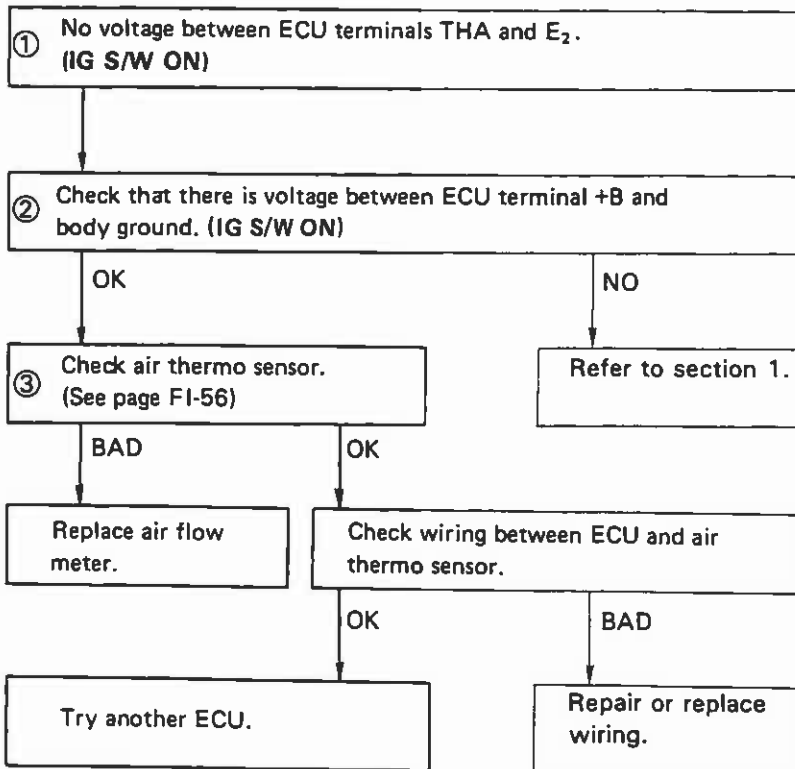 ① No voltage between ECU terminals THA and E₂.
(IG S/W ON)
② Check that there is voltage between ECU terminal +B and
body ground. (IG S/W ON)
OK
NO
③ Check air thermo sensor.
(See page FI-56)
Refer to section 1.
BAD
OK
Replace air flow
meter.
Check wiring between ECU and air
thermo sensor.
OK
BAD
Try another ECU.
Repair or replace
wiring.